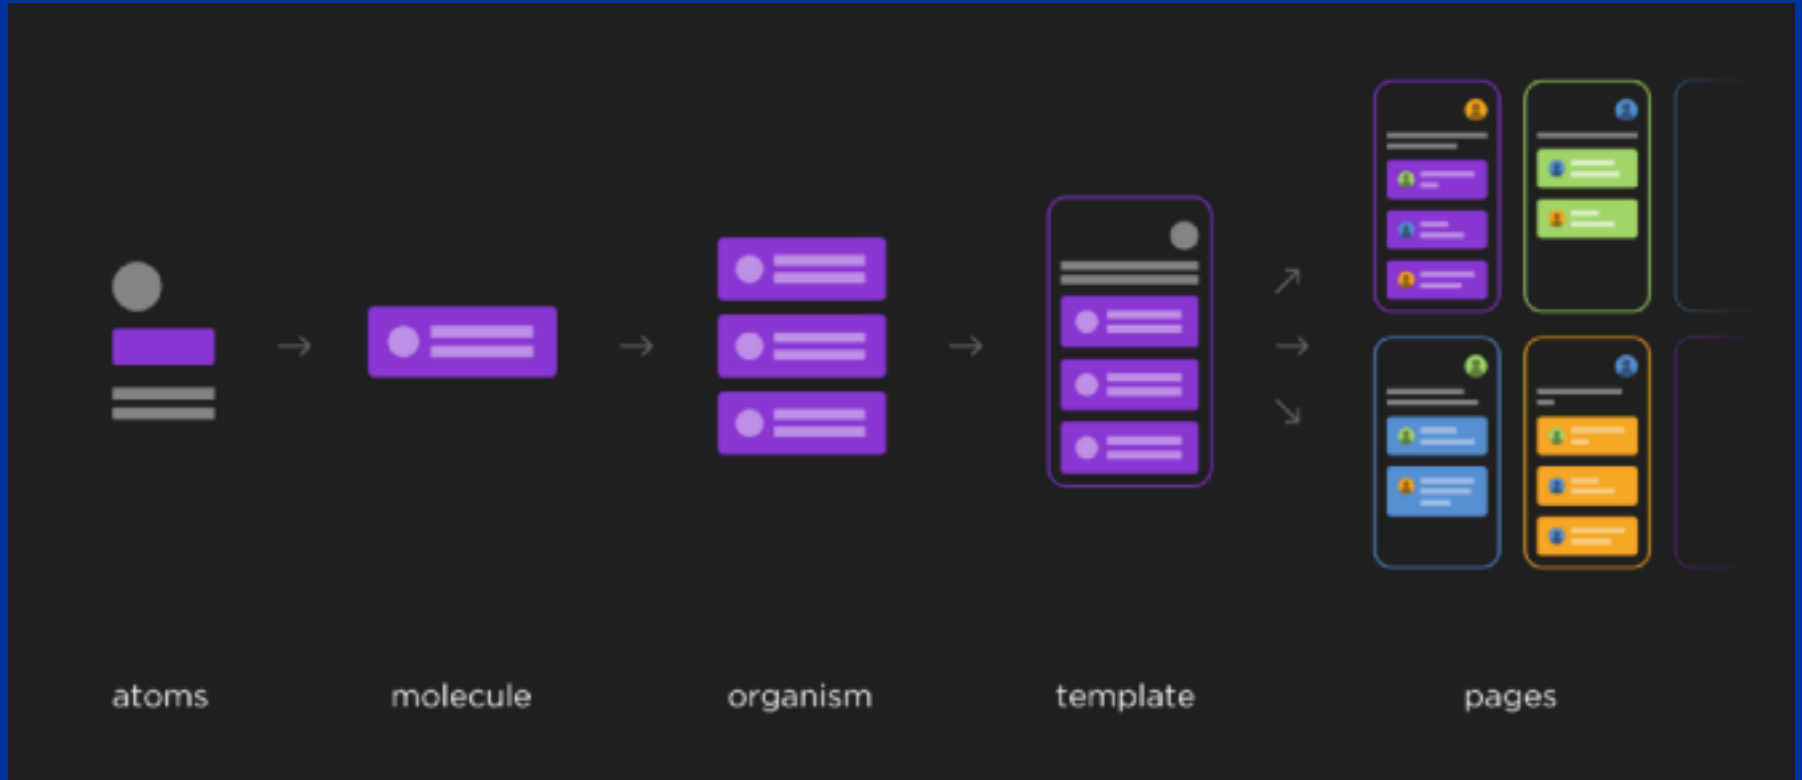 atoms
molecule
organism
template
pages